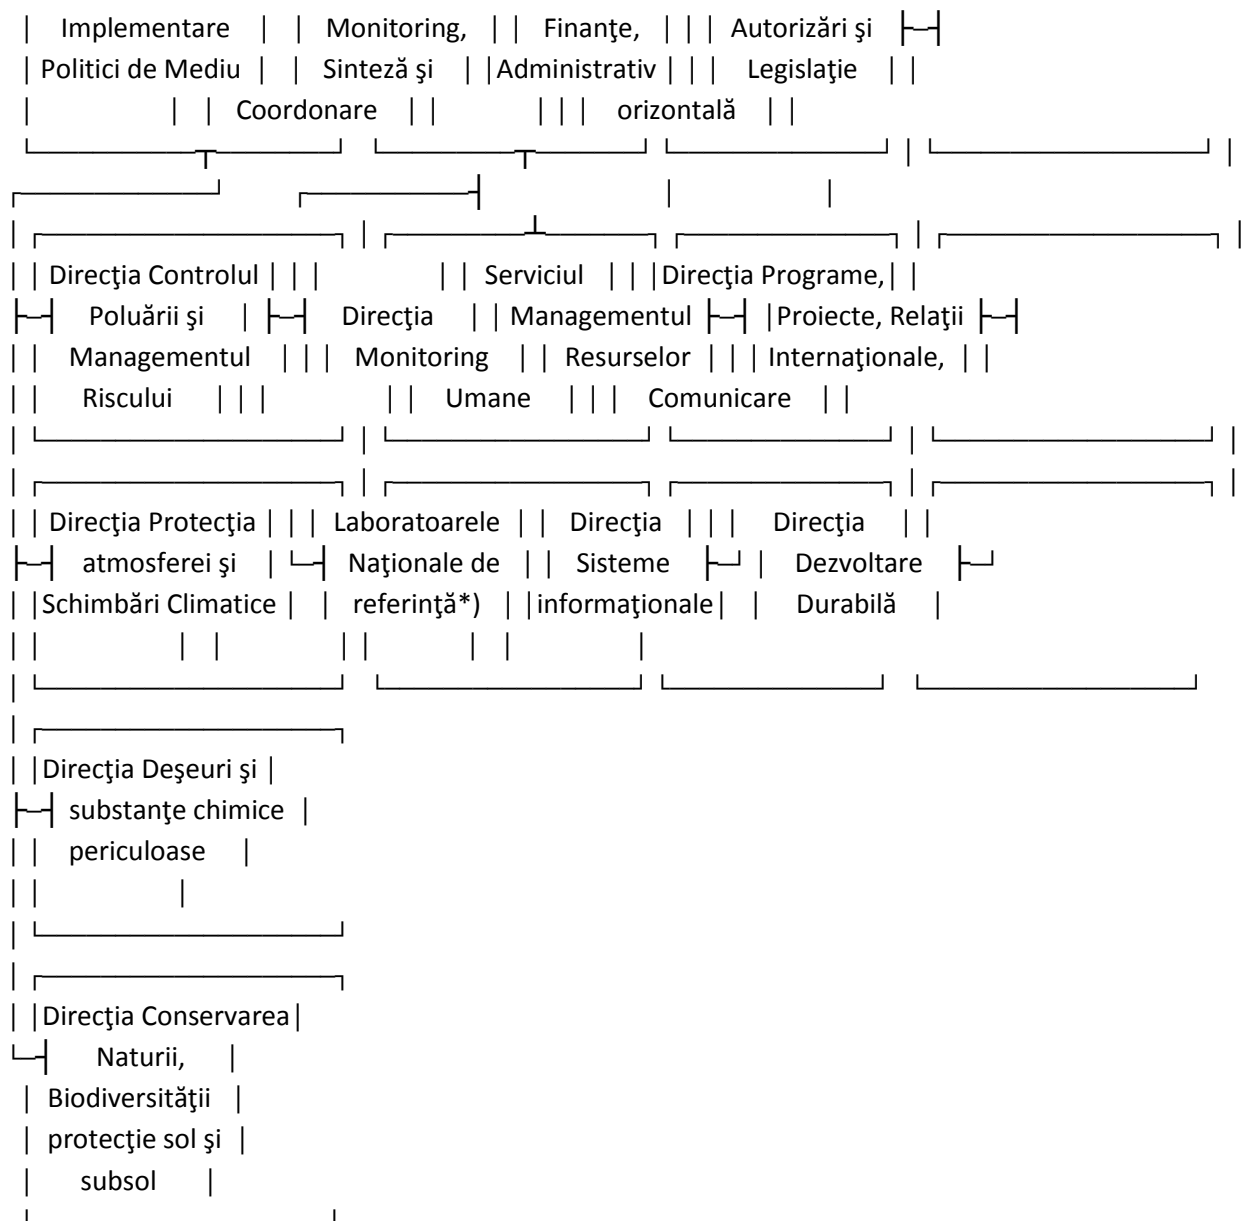 | Implementare | | Monitoring, | | Finanţe, | | | Autorizări şi ├─┤
| Politici de Mediu | | Sinteză şi | |Administrativ | | | Legislaţie | |
| | | Coordonare | | | | | orizontală | |
└─────────┬───────┘ └────────┬───────┘ └─────────────┘ | └─────────────────┘ |
┌───────────┘ ┌──────────┤ | |
| ┌─────────────────┐ | ┌────────┴───────┐ ┌─────────────┐ | ┌─────────────────┐ |
| | Direcţia Controlul | | | | | Serviciul | | |Direcţia Programe,| |
├─┤ Poluării şi | ├─┤ Direcţia | | Managementul ├─┤ |Proiecte, Relaţii ├─┤
| | Managementul | | | Monitoring | | Resurselor | | | Internaţionale, | |
| | Riscului | | | | | Umane | | | Comunicare | |
| └─────────────────┘ | └────────────────┘ └─────────────┘ | └─────────────────┘ |
| ┌─────────────────┐ | ┌────────────────┐ ┌─────────────┐ | ┌─────────────────┐ |
| | Direcţia Protecţia | | | Laboratoarele | | Direcţia | | | Direcţia | |
├─┤ atmosferei şi | └─┤ Naţionale de | | Sisteme ├─┘ | Dezvoltare ├─┘
| |Schimbări Climatice | | referinţă*) | |informaţionale| | Durabilă |
| | | | | | | | |
| └─────────────────┘ └────────────────┘ └─────────────┘ └─────────────────┘
| ┌─────────────────┐
| |Direcţia Deşeuri şi |
├─┤ substanţe chimice |
| | periculoase |
| | |
| └─────────────────┘
| ┌─────────────────┐
| |Direcţia Conservarea|
└─┤ Naturii, |
| Biodiversităţii |
| protecţie sol şi |
| subsol |